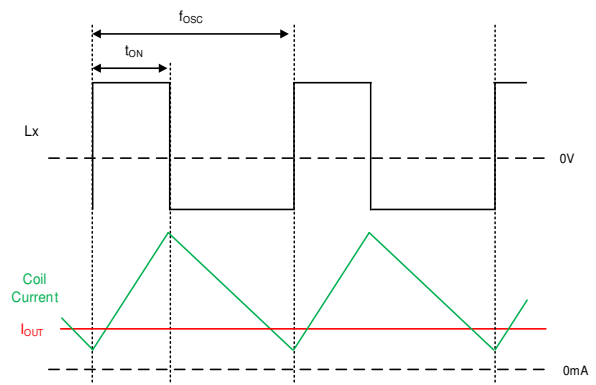 fOSC
tON
Lx
0V
Coil
Current
IOUT
0mA